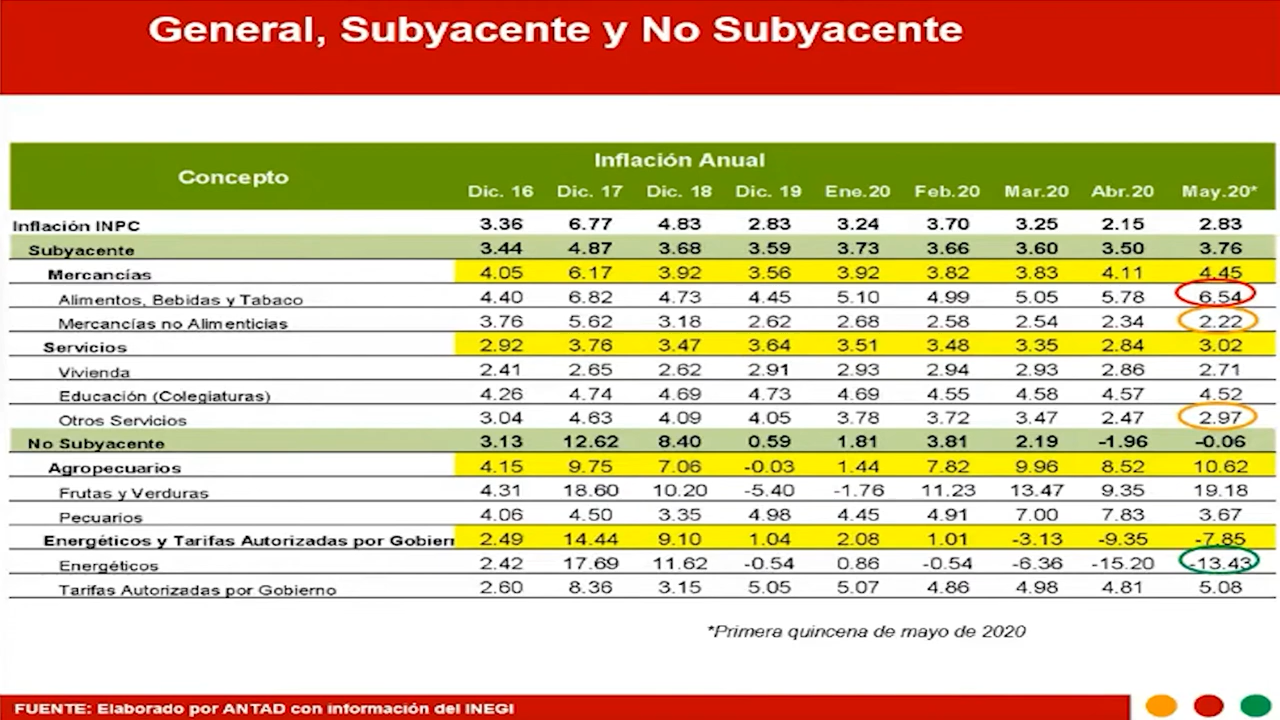 General, Subyacente y No Subyacente
Inflación Anual
Concepto
Dic. 16 Dic. 17 Dic. 18 Dic. 19 Ene.20 Feb.20 Mar.20 Abr.20 May.20*
Inflación INPC 3.36 6.77 4.83 2.83 3.24 3.70 3.25 2.15 2.83
Subyacente 3.44 4.87 3.68 3.59 3.73 3.66 3.60 3.50 3.76
Mercancías 4.05 6.17 3.92 3.56 3.92 3.82 3.83 4.11 4.45
Alimentos, Bebidas y Tabaco 4.40 6.82 4.73 4.45 5.10 4.99 5.05 5.78 6.54
Mercancías no Alimenticias 3.76 5.62 3.18 2.62 2.68 2.58 2.54 2.34 2.22
Servicios 2.92 3.76 3.47 3.64 3.51 3.48 3.35 2.84 3.02
Vivienda 2.41 2.65 2.62 2.91 2.93 2.94 2.93 2.86 2.71
Educación (Colegiaturas) 4.26 4.74 4.69 4.73 4.69 4.55 4.58 4.57 4.52
Otros Servicios 3.04 4.63 4.09 4.05 3.78 3.72 3.47 2.47 2.97
No Subyacente 3.13 12.62 8.40 0.59 1.81 3.81 2.19 -1.96 -0.06
Agropecuarios 4.15 9.75 7.06 -0.03 1.44 7.82 9.96 8.52 10.62
Frutas y Verduras 4.31 18.60 10.20 -5.40 -1.76 11.23 13.47 9.35 19.18
Pecuarios 4.06 4.50 3.35 4.98 4.45 4.91 7.00 7.83 3.67
Energéticos y Tarifas Autorizadas por Gobiern 2.49 14.44 9.10 1.04 2.08 1.01 -3.13 -9.35 -7.85
Energéticos 2.42 17.69 11.62 -0.54 0.86 -0.54 -6.36 -15.20 -13.43
Tarifas Autorizadas por Gobierno 2.60 8.36 3.15 5.05 5.07 4.86 4.98 4.81 5.08
*Primera quincena de mayo de 2020
FUENTE: Elaborado por ANTAD con información del INEGI